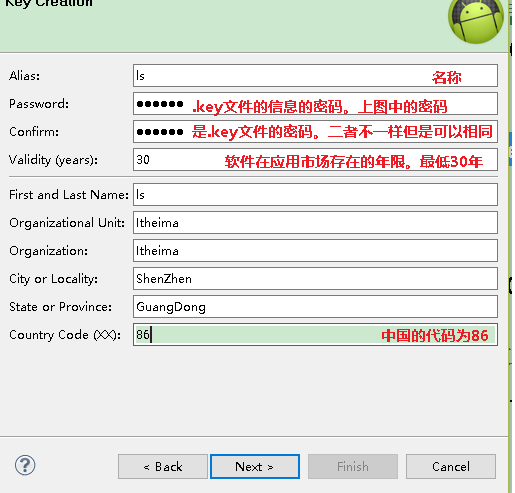 Key Creation
Alias: ls 名称
Password: ●●●●●● .key文件的信息的密码。上图中的密码
Confirm: ●●●●●● 是.key文件的密码。二者不一样但是可以相同
Validity (years): 30 软件在应用市场存在的年限。最低30年
First and Last Name: ls
Organizational Unit: Itheima
Organization: Itheima
City or Locality: ShenZhen
State or Province: GuangDong
Country Code (XX): 86 中国的代码为86
? < Back Next > Finish Cancel